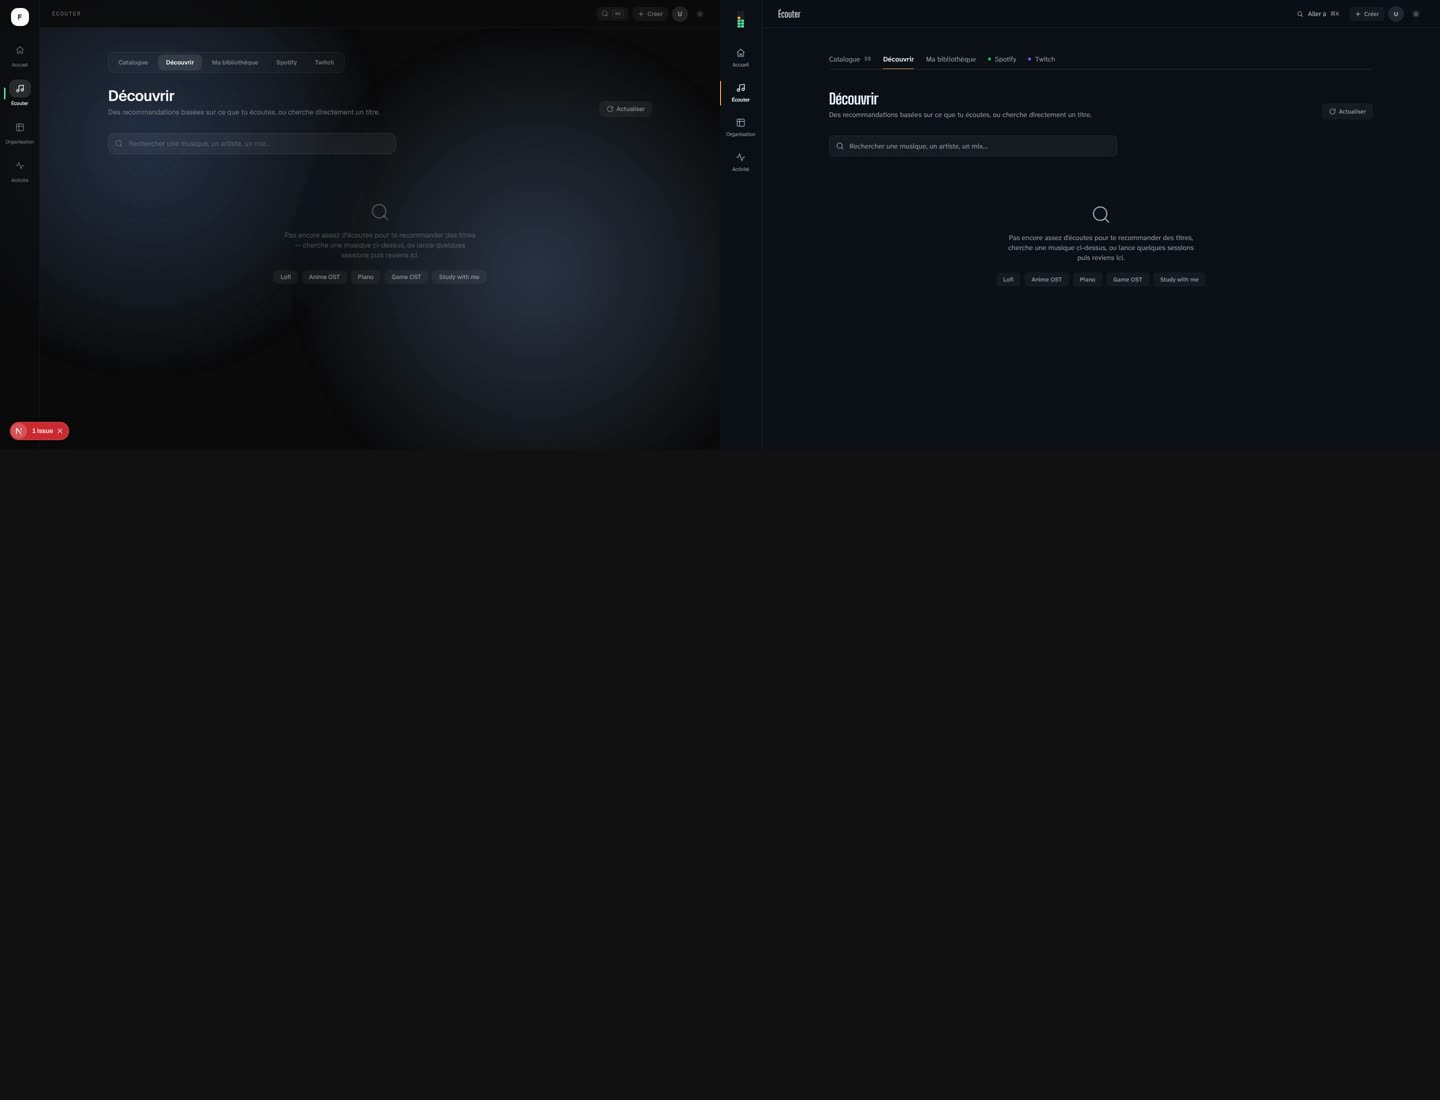 F
ÉCOUTER
Créer
U
Accueil
Écouter
Organisation
Activité
Catalogue
Découvrir
Ma bibliothèque
Spotify
Twitch
Découvrir
Des recommandations basées sur ce que tu écoutes, ou cherche directement un titre.
Actualiser
Rechercher une musique, un artiste, un mix...
Pas encore assez d'écoutes pour te recommander des titres
— cherche une musique ci-dessus, ou lance quelques
sessions puis reviens ici.
Lofi
Anime OST
Piano
Game OST
Study with me
N
1 Issue
Écouter
Aller à ⌘K
Créer
U
Accueil
Écouter
Organisation
Activité
Catalogue
Découvrir
Ma bibliothèque
Spotify
Twitch
Découvrir
Des recommandations basées sur ce que tu écoutes, ou cherche directement un titre.
Actualiser
Rechercher une musique, un artiste, un mix...
Pas encore assez d'écoutes pour te recommander des titres,
cherche une musique ci-dessus, ou lance quelques sessions
puis reviens ici.
Lofi
Anime OST
Piano
Game OST
Study with me